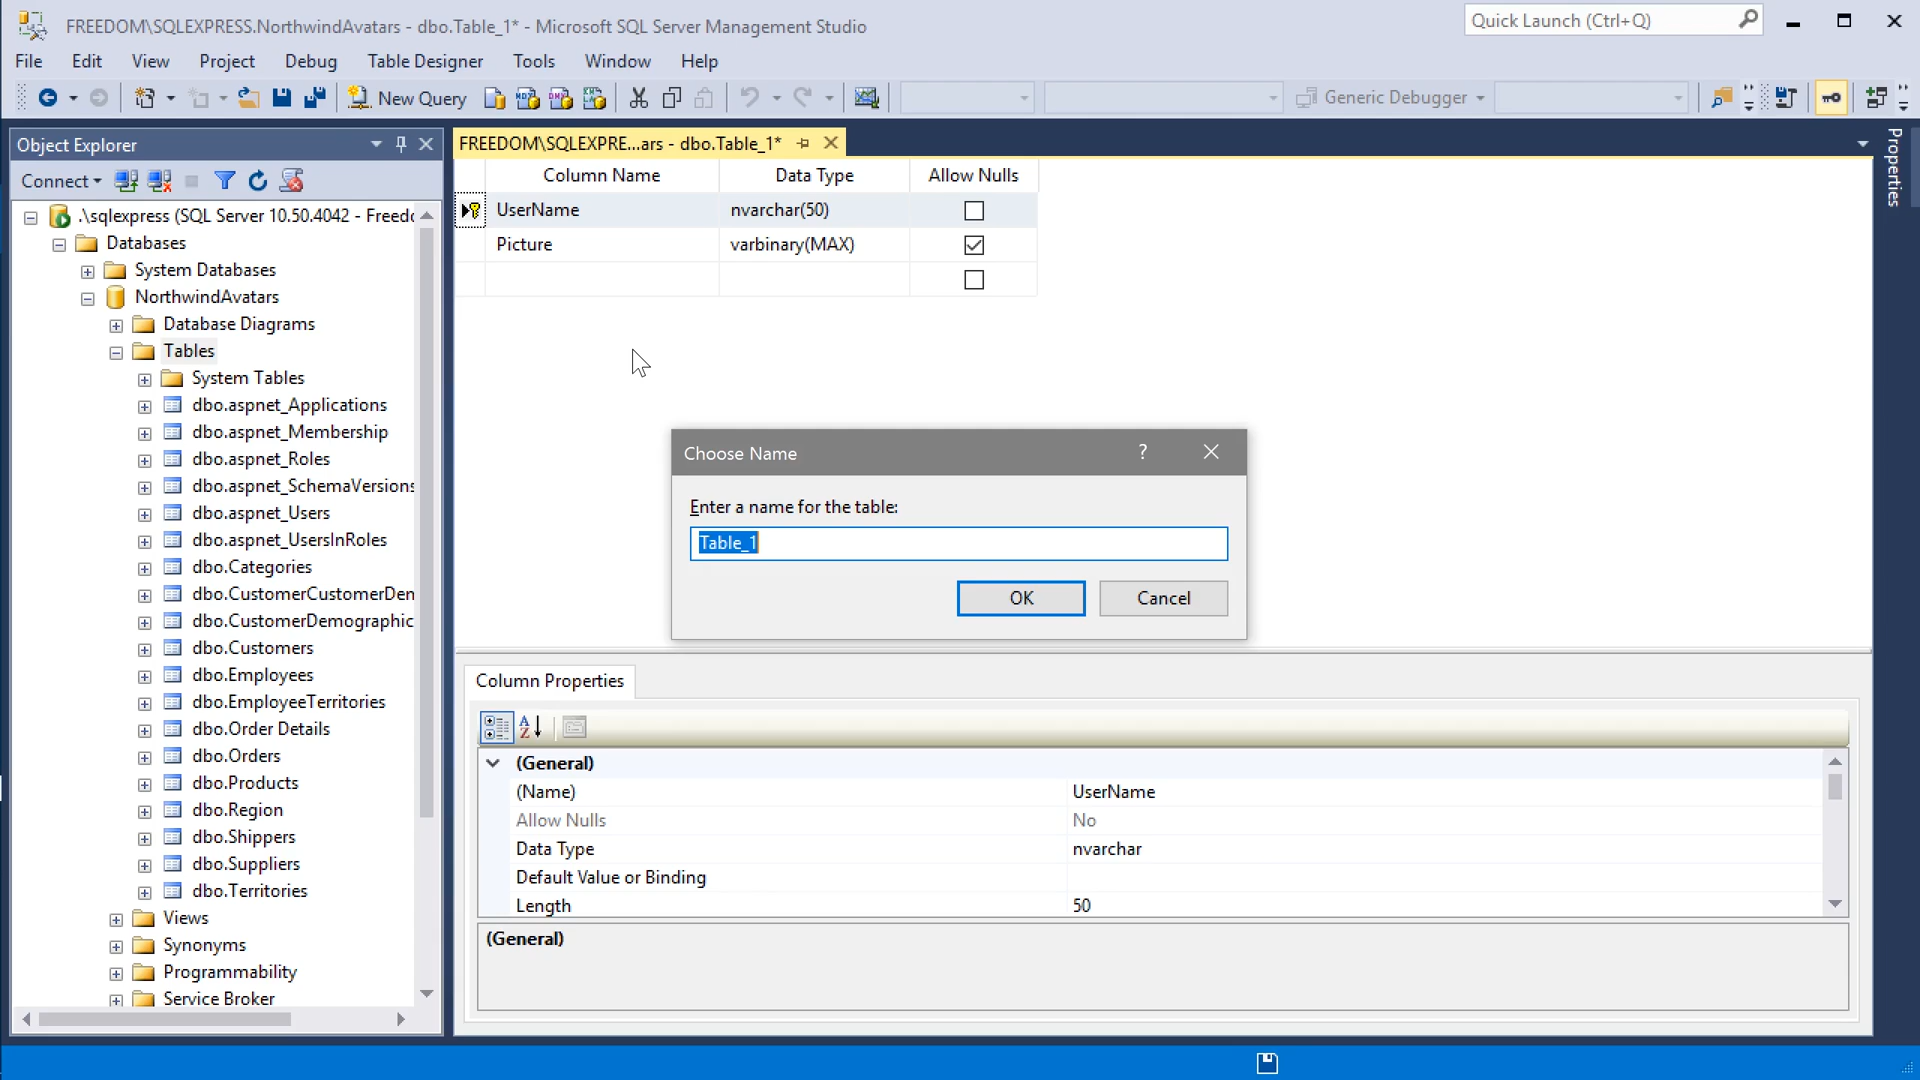 FREEDOM\SQLEXPRESS.NorthwindAvatars - dbo.Table_1* - Microsoft SQL Server Management Studio
Quick Launch (Ctrl+Q)
File Edit View Project Debug Table Designer Tools Window Help
New Query
Generic Debugger
Object Explorer
Connect
.\sqlexpress (SQL Server 10.50.4042 - Freedo
Databases
System Databases
NorthwindAvatars
Database Diagrams
Tables
System Tables
dbo.aspnet_Applications
dbo.aspnet_Membership
dbo.aspnet_Roles
dbo.aspnet_SchemaVersions
dbo.aspnet_Users
dbo.aspnet_UsersInRoles
dbo.Categories
dbo.CustomerCustomerDem
dbo.CustomerDemographic
dbo.Customers
dbo.Employees
dbo.EmployeeTerritories
dbo.Order Details
dbo.Orders
dbo.Products
dbo.Region
dbo.Shippers
dbo.Suppliers
dbo.Territories
Views
Synonyms
Programmability
Service Broker
FREEDOM\SQLEXPRE...ars - dbo.Table_1*
Column Name Data Type Allow Nulls
UserName nvarchar(50)
Picture varbinary(MAX)
Choose Name
Enter a name for the table:
Table_1
OK Cancel
Column Properties
(General)
(Name) UserName
Allow Nulls No
Data Type nvarchar
Default Value or Binding
Length 50
(General)
Properties